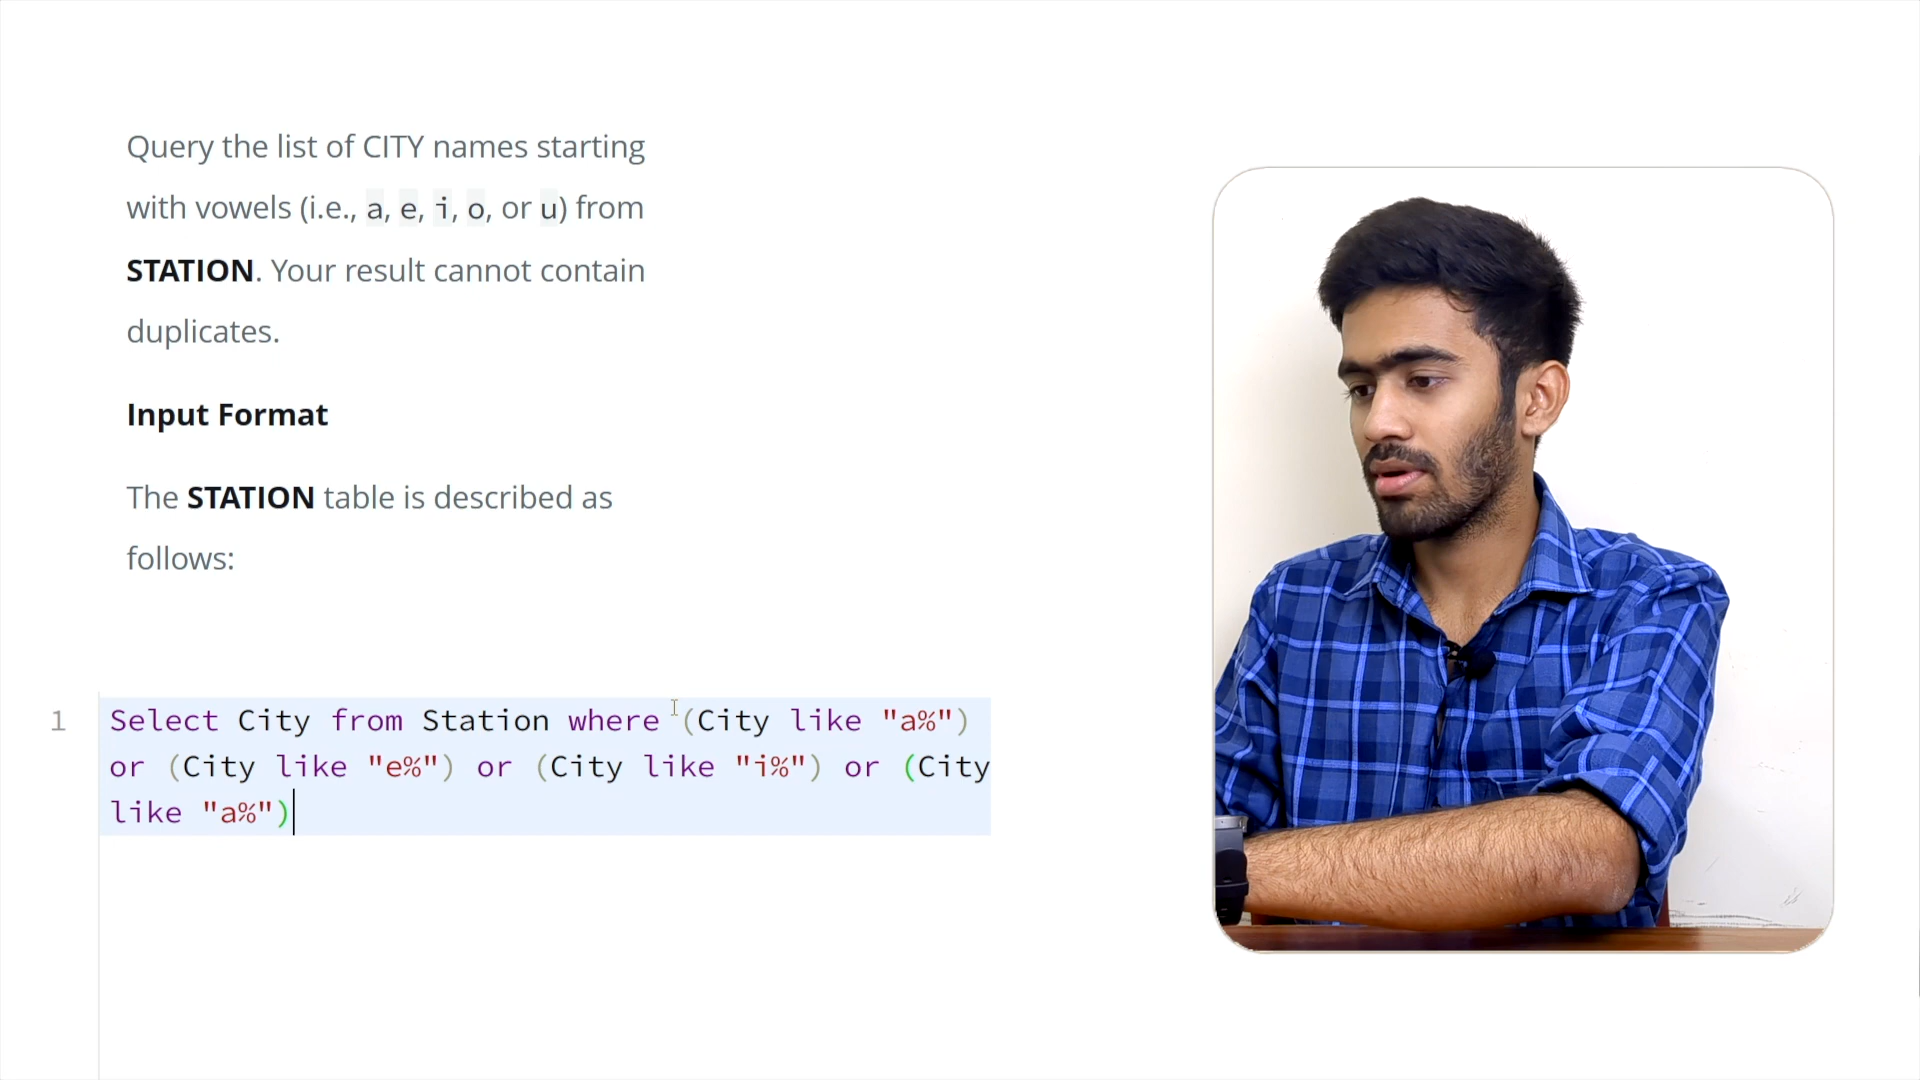 Query the list of CITY names starting
with vowels (i.e., a, e, i, o, or u) from
STATION. Your result cannot contain
duplicates.
Input Format
The STATION table is described as
follows:
1 Select City from Station where (City like "a%")
or (City like "e%") or (City like "i%") or (City
like "a%")